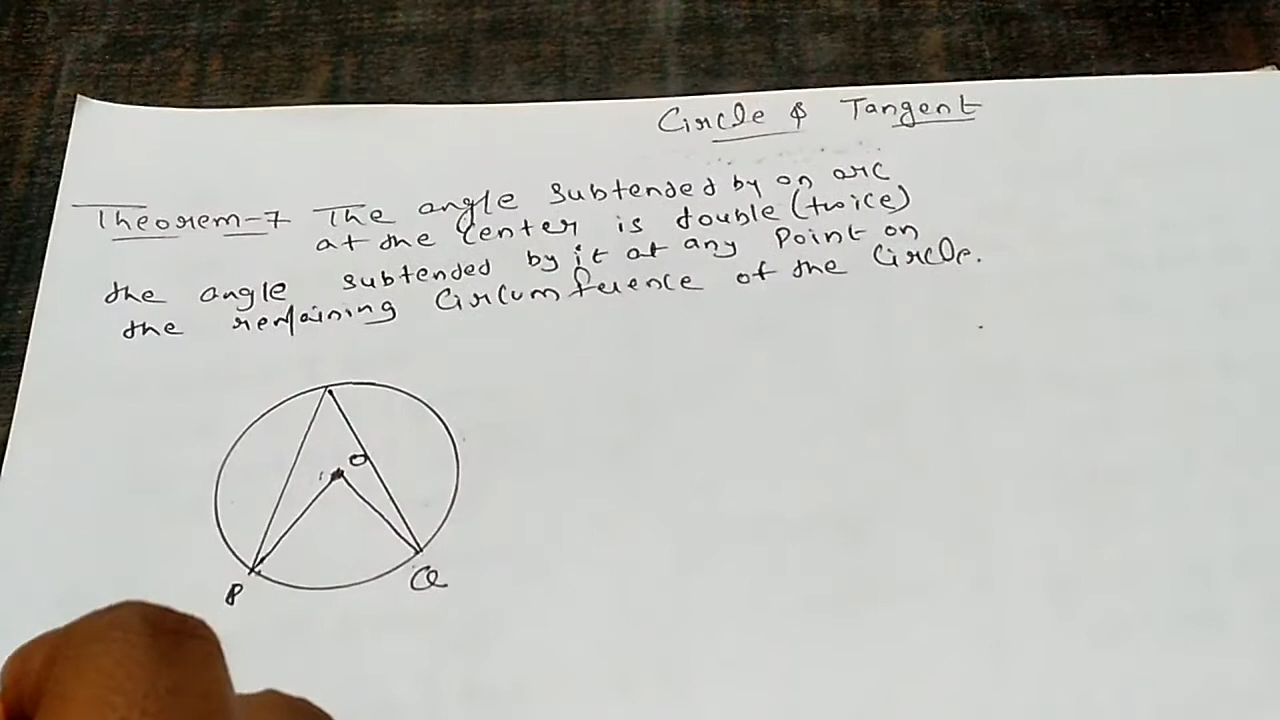 Circle & Tangent
Theorem-7 The angle subtended by an arc
at the Center is double (twice)
the angle subtended by it at any point on
the remaining Circumference of the Circle.
O
P
Q